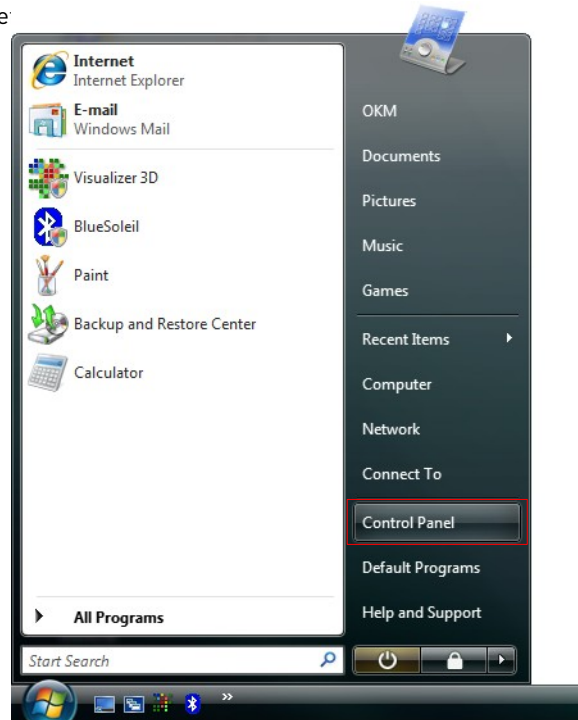 Internet
Internet Explorer
E-mail
Windows Mail
Visualizer 3D
BlueSoleil
Paint
Backup and Restore Center
Calculator
All Programs
Start Search
OKM
Documents
Pictures
Music
Games
Recent Items
Computer
Network
Connect To
Control Panel
Default Programs
Help and Support